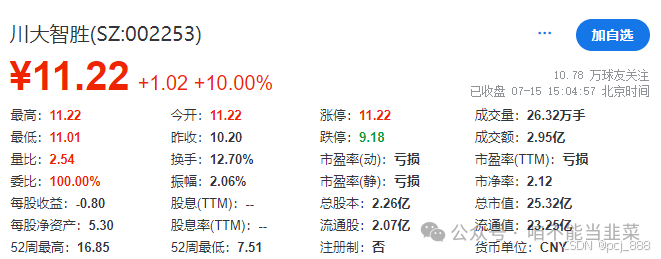 川大智胜(SZ:002253)
··· 加自选
¥11.22 +1.02 +10.00%
10.78 万球友关注
已收盘 07-15 15:04:57 北京时间
最高：11.22 今开：11.22 涨停：11.22 成交量：26.32万手
最低：11.01 昨收：10.20 跌停：9.18 成交额：2.95亿
量比：2.54 换手：12.70% 市盈率(动)：亏损 市盈率(TTM)：亏损
委比：100.00% 振幅：2.06% 市盈率(静)：亏损 市净率：2.12
每股收益：-0.80 股息(TTM)：-- 总股本：2.26亿 总市值：25.32亿
每股净资产：5.30 股息率(TTM)：-- 流通股：2.07亿 流通值：23.25亿
52周最高：16.85 52周最低：7.51 注册制：否 货币单位：CNY
公众号 · 咱不能当韭菜
CSDN @pcj_888